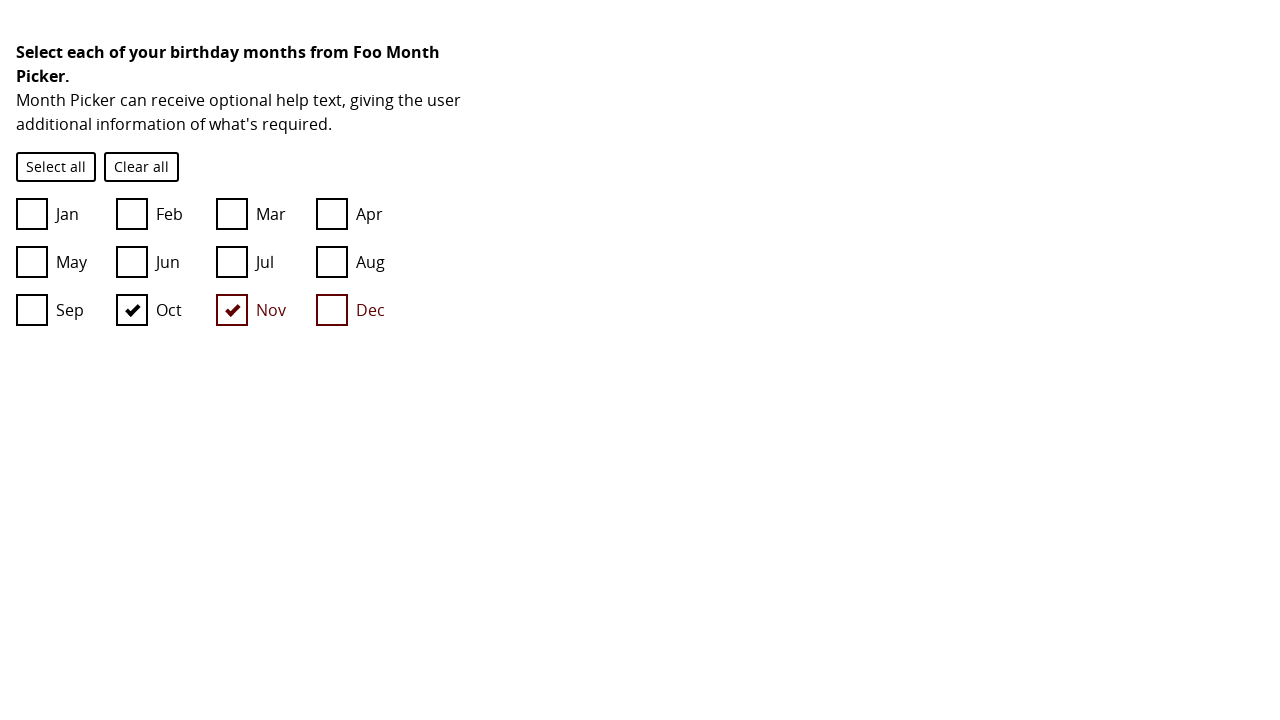 Select each of your birthday months from Foo Month
Picker.
Month Picker can receive optional help text, giving the user
additional information of what's required.
Select all Clear all
Jan Feb Mar Apr
May Jun Jul Aug
Sep Oct Nov Dec